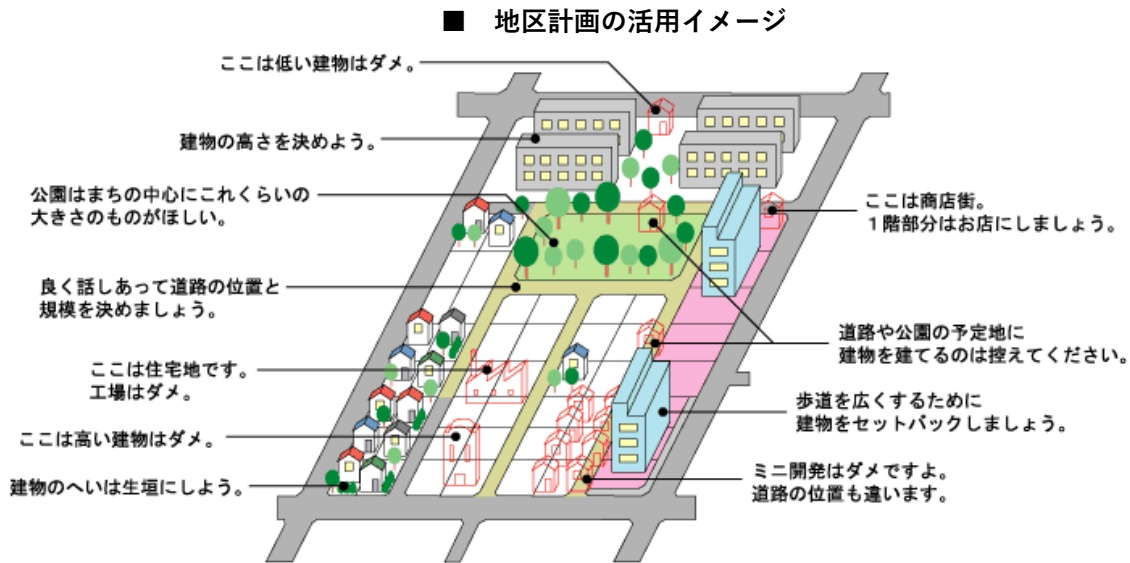 ■ 地区計画の活用イメージ
ここは低い建物はダメ。
建物の高さを決めよう。
公園はまちの中心にこれくらいの
大きさのものがほしい。
良く話しあって道路の位置と
規模を決めましょう。
ここは住宅地です。
工場はダメ。
ここは高い建物はダメ。
建物のへいは生垣にしよう。
ここは商店街。
1階部分はお店にしましょう。
道路や公園の予定地に
建物を建てるのは控えてください。
歩道を広くするために
建物をセットバックしましょう。
ミニ開発はダメですよ。
道路の位置も違います。